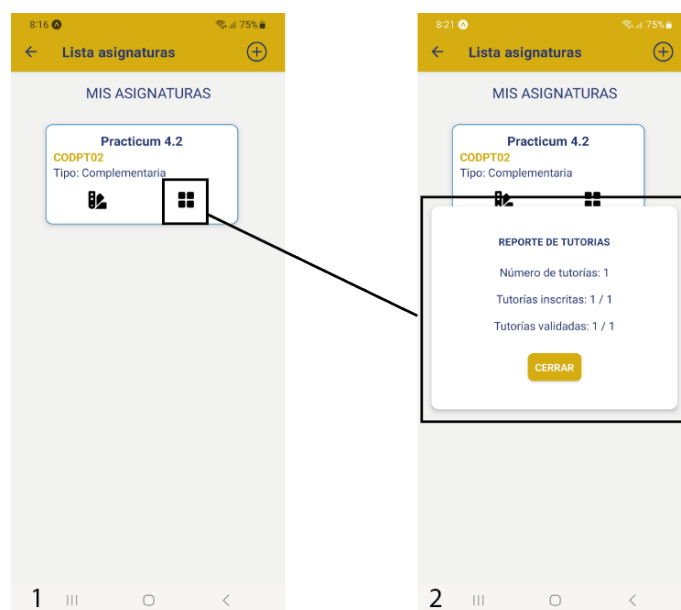 8:16
75%
Lista asignaturas
MIS ASIGNATURAS
Practicum 4.2
CODPT02
Tipo: Complementaria
1
8:21
75%
Lista asignaturas
MIS ASIGNATURAS
Practicum 4.2
CODPT02
Tipo: Complementaria
REPORTE DE TUTORIAS
Número de tutorías: 1
Tutorías inscritas: 1 / 1
Tutorías validadas: 1 / 1
CERRAR
2